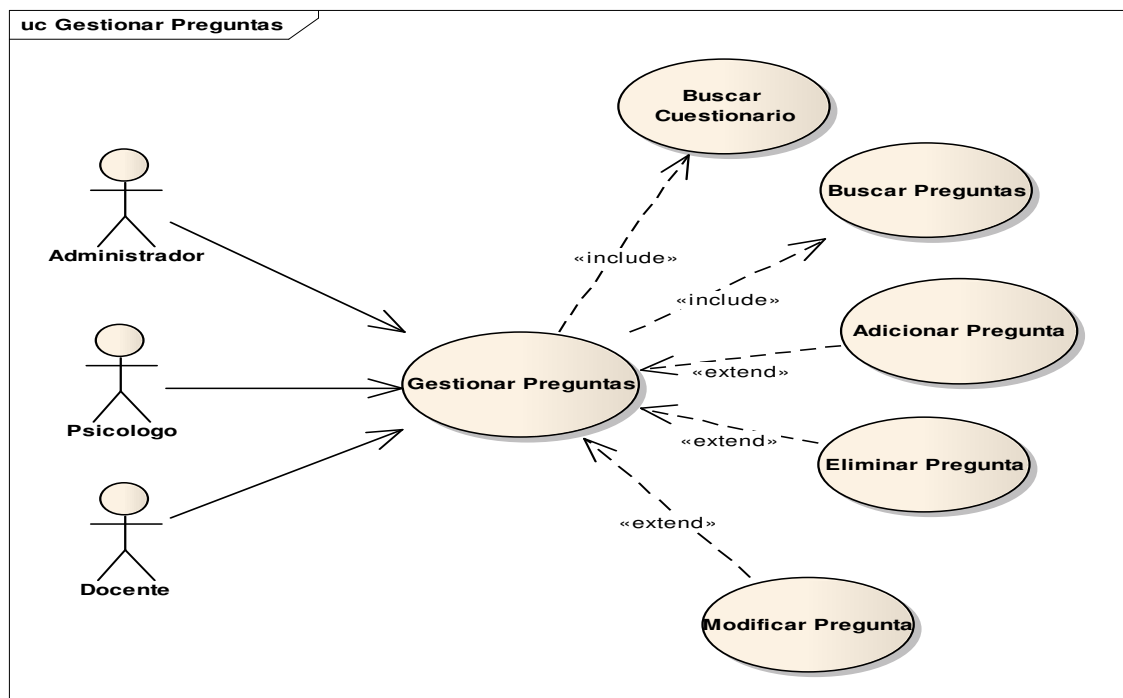 uc Gestionar Preguntas
Buscar
Cuestionario
Buscar Preguntas
Administrador
«include»
«include»
Adicionar Pregunta
Psicologo
Gestionar Preguntas
«extend»
«extend»
Eliminar Pregunta
Docente
«extend»
Modificar Pregunta